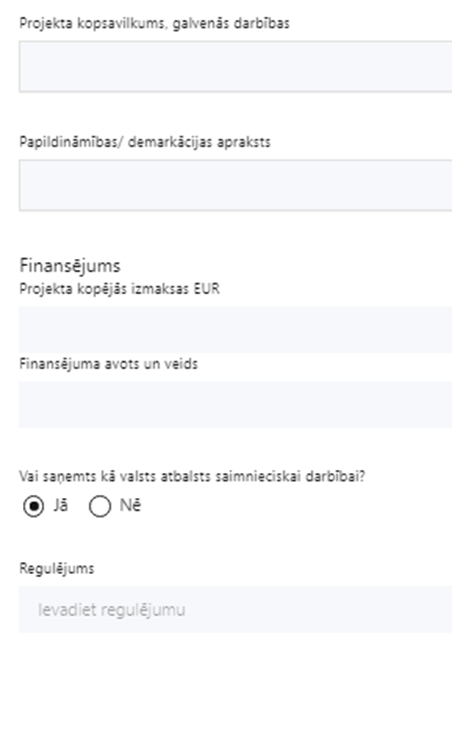 Projekta kopsavilkums, galvenās darbības
Papildināmības/ demarkācijas apraksts
Finansējums
Projekta kopējās izmaksas EUR
Finansējuma avots un veids
Vai saņemts kā valsts atbalsts saimnieciskai darbībai?
Jā Nē
Regulējums
Ievadiet regulējumu